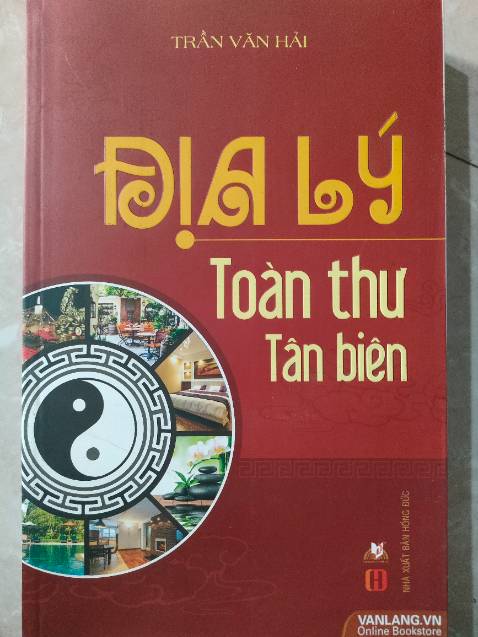 TRẦN VĂN HẢI
ĐỊA LÝ
Toàn thư
Tân biên
NHÀ XUẤT BẢN HỒNG ĐỨC
H
VANLANG.VN
Online Bookstore